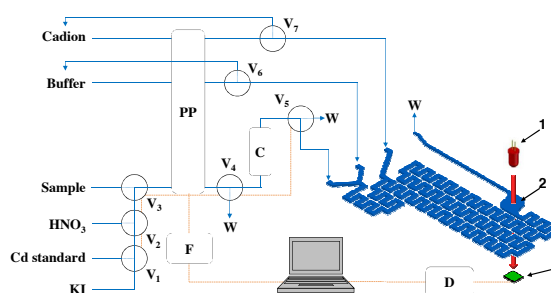 Cadion
V7
Buffer
V6
PP
V5
W
W
1
C
V4
Sample
V3
2
W
HNO3
V2
F
Cd standard
V1
D
KI